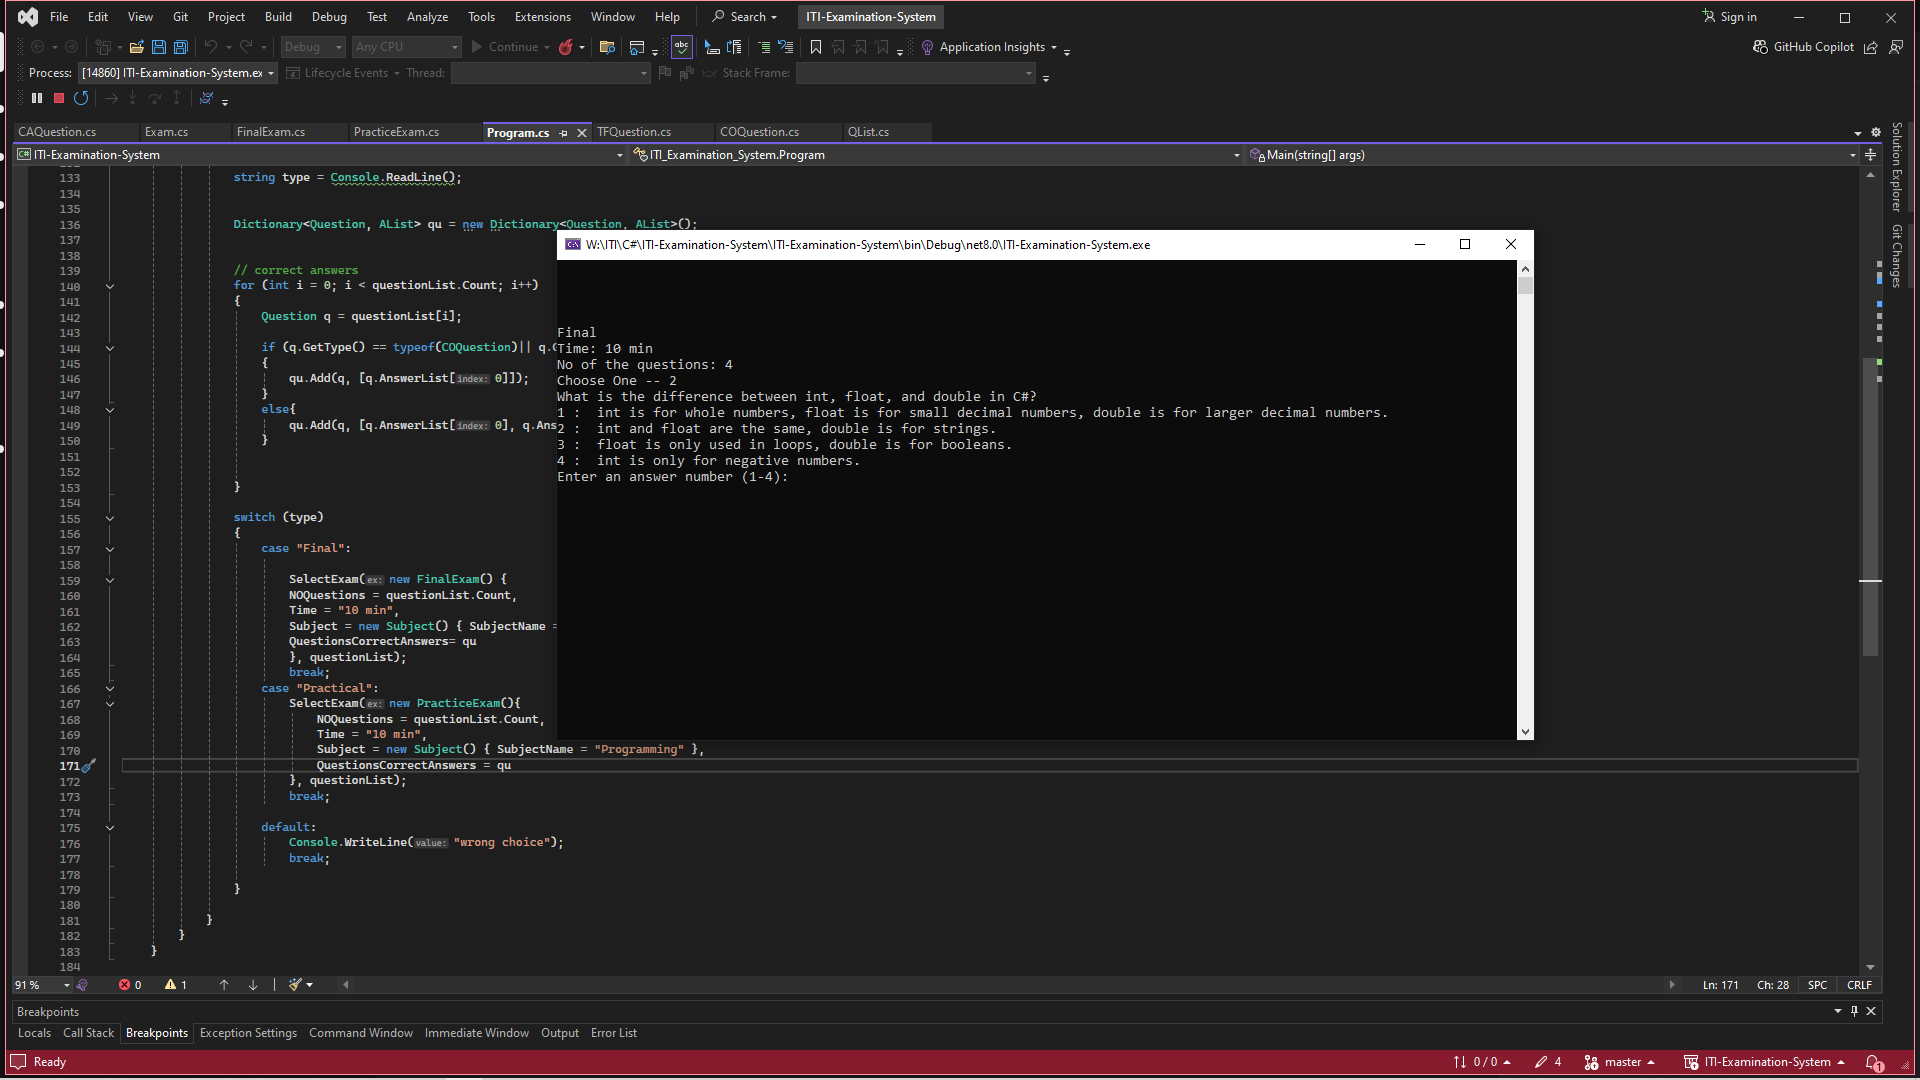 File Edit View Git Project Build Debug Test Analyze Tools Extensions Window Help Search ITI-Examination-System Sign in
Debug Any CPU Continue abc Application Insights GitHub Copilot
Process: [14860] ITI-Examination-System.ex Lifecycle Events Thread: Stack Frame:
CAQuestion.cs Exam.cs FinalExam.cs PracticeExam.cs Program.cs TFQuestion.cs COQuestion.cs QList.cs
C# ITI-Examination-System ITI_Examination_System.Program Main(string[] args)
Solution Explorer
Git Changes
133 string type = Console.ReadLine();
134
135
136 Dictionary<Question, AList> qu = new Dictionary<Question, AList>();
137
138
139 // correct answers
140 for (int i = 0; i < questionList.Count; i++)
141 {
142 Question q = questionList[i];
143
144 if (q.GetType() == typeof(COQuestion)|| q.
145 {
146 qu.Add(q, [q.AnswerList[index: 0]]);
147 }
148 else{
149 qu.Add(q, [q.AnswerList[index: 0], q.Ans
150 }
151
152
153 }
154
155 switch (type)
156 {
157 case "Final":
158
159 SelectExam(ex: new FinalExam() {
160 NOQuestions = questionList.Count,
161 Time = "10 min",
162 Subject = new Subject() { SubjectName =
163 QuestionsCorrectAnswers= qu
164 }, questionList);
165 break;
166 case "Practical":
167 SelectExam(ex: new PracticeExam(){
168 NOQuestions = questionList.Count,
169 Time = "10 min",
170 Subject = new Subject() { SubjectName = "Programming" },
171 QuestionsCorrectAnswers = qu
172 }, questionList);
173 break;
174
175 default:
176 Console.WriteLine(value: "wrong choice");
177 break;
178
179 }
180
181 }
182 }
183 }
184
W:\ITI\C#\ITI-Examination-System\ITI-Examination-System\bin\Debug\net8.0\ITI-Examination-System.exe
Final
Time: 10 min
No of the questions: 4
Choose One -- 2
What is the difference between int, float, and double in C#?
1 : int is for whole numbers, float is for small decimal numbers, double is for larger decimal numbers.
2 : int and float are the same, double is for strings.
3 : float is only used in loops, double is for booleans.
4 : int is only for negative numbers.
Enter an answer number (1-4):
91 % 0 1 Ln: 171 Ch: 28 SPC CRLF
Breakpoints
Locals Call Stack Breakpoints Exception Settings Command Window Immediate Window Output Error List
Ready 0 / 0 4 master ITI-Examination-System 1